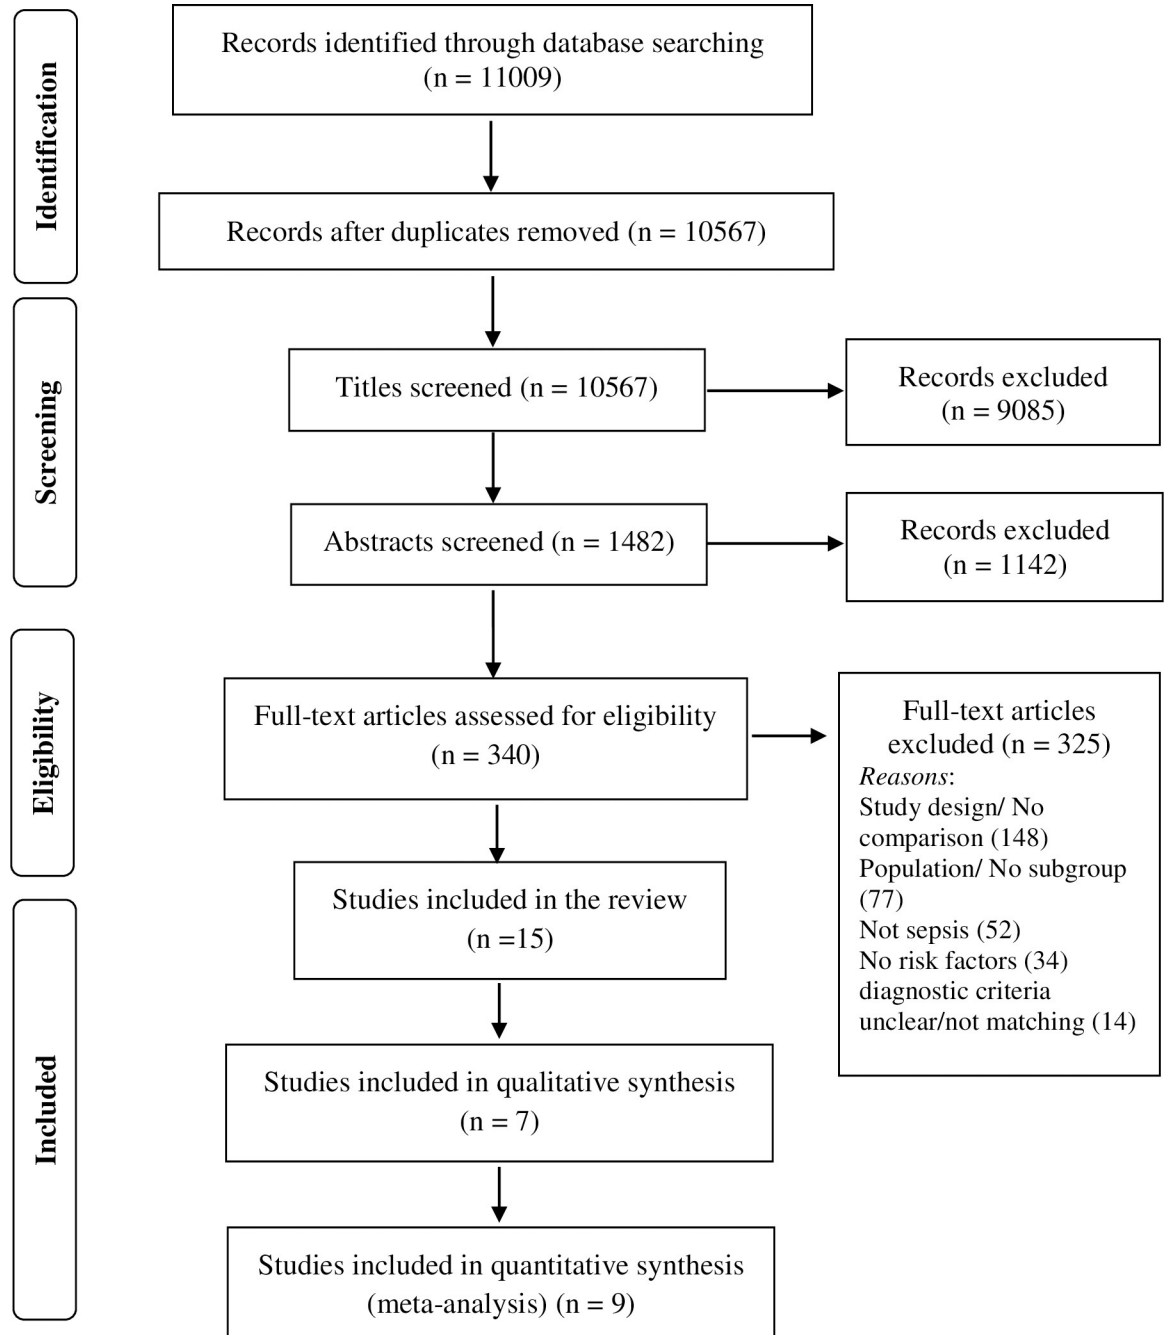 Identification
Records identified through database searching
(n = 11009)
Records after duplicates removed (n = 10567)
Screening
Titles screened (n = 10567)
Records excluded
(n = 9085)
Abstracts screened (n = 1482)
Records excluded
(n = 1142)
Eligibility
Full-text articles assessed for eligibility
(n = 340)
Full-text articles
excluded (n = 325)
Reasons:
Study design/ No
comparison (148)
Population/ No subgroup
(77)
Not sepsis (52)
No risk factors (34)
diagnostic criteria
unclear/not matching (14)
Included
Studies included in the review
(n =15)
Studies included in qualitative synthesis
(n = 7)
Studies included in quantitative synthesis
(meta-analysis) (n = 9)